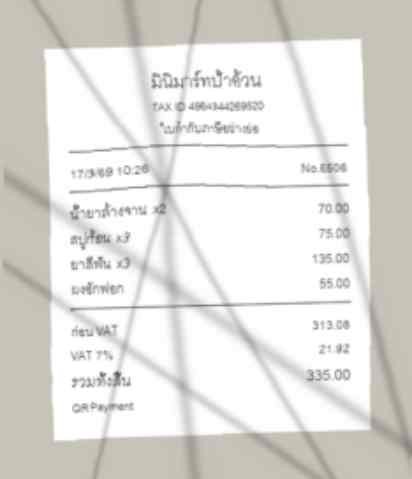 มินิมาร์ทป้าอ้วน
TAX ID 4964944269520
ใบกำกับภาษีอย่างย่อ
17/9/69 10:26 No.6506
น้ำยาล้างจาน x2 70.00
สบู่ก้อน x3 75.00
ยาสีฟัน x3 135.00
ผงซักฟอก 55.00
ก่อน VAT 313.08
VAT 7% 21.92
รวมทั้งสิ้น 335.00
QR Payment